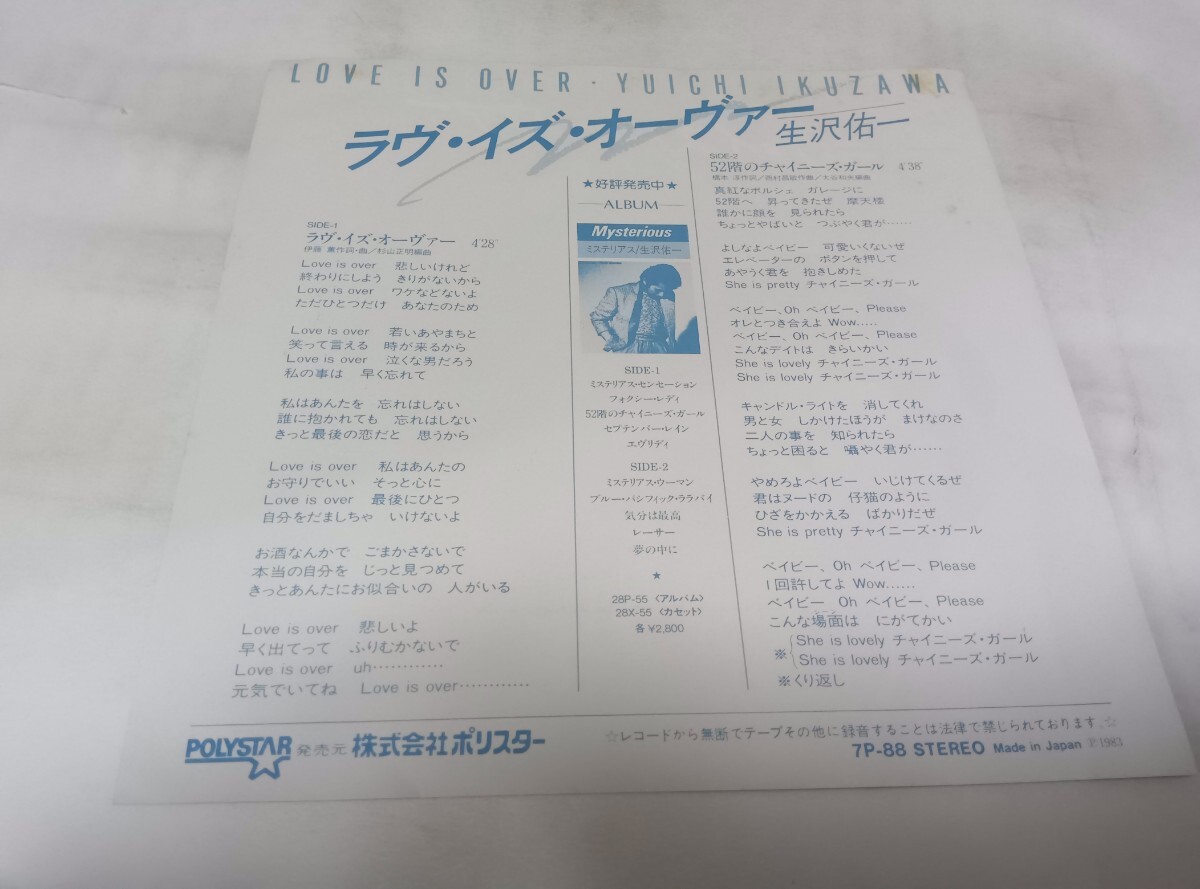 LOVE IS OVER・YUICHI IKUZAWA
ラヴ・イズ・オーヴァー
生沢佑一
SIDE-1
ラヴ・イズ・オーヴァー 4'28"
伊藤 薫作詞・曲/杉山正明編曲
Love is over 悲しいけれど
終わりにしよう きりがないから
Love is over ワケなどないよ
ただひとつだけ あなたのため
Love is over 若いあやまちと
笑って言える 時が来るから
Love is over 泣くな男だろう
私の事は 早く忘れて
私はあんたを 忘れはしない
誰に抱かれても 忘れはしない
きっと最後の恋だと 思うから
Love is over 私はあんたの
お守りでいい そっと心に
Love is over 最後にひとつ
自分をだましちゃ いけないよ
お酒なんかで ごまかさないで
本当の自分を じっと見つめて
きっとあんたにお似合いの 人がいる
Love is over 悲しいよ
早く出てって ふりむかないで
Love is over uh…………
元気でいてね Love is over…………
★好評発売中★
ALBUM
Mysterious
ミステリアス/生沢佑一
SIDE-1
ミステリアス・センセーション
フォクシー・レディ
52階のチャイニーズ・ガール
セプテンバー・レイン
エヴリディ
SIDE-2
ミステリアス・ウーマン
ブルー・パシフィック・ララバイ
気分は最高
レーサー
夢の中に
★
28P-55〈アルバム〉
28X-55〈カセット〉
各¥2,800
SIDE-2
52階のチャイニーズ・ガール 4'38"
橋本 淳作詞/西村昌敏作曲/大谷和夫編曲
真紅なポルシェ ガレージに
52階へ 昇ってきたぜ 摩天楼
誰かに顔を 見られたら
ちょっとやばいと つぶやく君が……
よしなよベイビー 可愛いくないぜ
エレベーターの ボタンを押して
あやうく君を 抱きしめた
She is pretty チャイニーズ・ガール
ベイビー、Oh ベイビー、Please
オレとつき合えよ Wow.....
ベイビー、Oh ベイビー、Please
こんなデイトは きらいかい
She is lovely チャイニーズ・ガール
She is lovely チャイニーズ・ガール
キャンドル・ライトを 消してくれ
男と女 しかけたほうが まけなのさ
二人の事を 知られたら
ちょっと困ると 囁やく君が……
やめろよベイビー いじけてくるぜ
君はヌードの 仔猫のように
ひざをかかえる ばかりだぜ
She is pretty チャイニーズ・ガール
ベイビー、Oh ベイビー、Please
1回許してよ Wow……
ベイビー Oh ベイビー、Please
こんな場面は にがてかい
※{She is lovely チャイニーズ・ガール
She is lovely チャイニーズ・ガール
※くり返し
POLYSTAR 発売元 株式会社ポリスター
☆レコードから無断でテープその他に録音することは法律で禁じられております。☆
7P-88 STEREO Made in Japan ℗1983